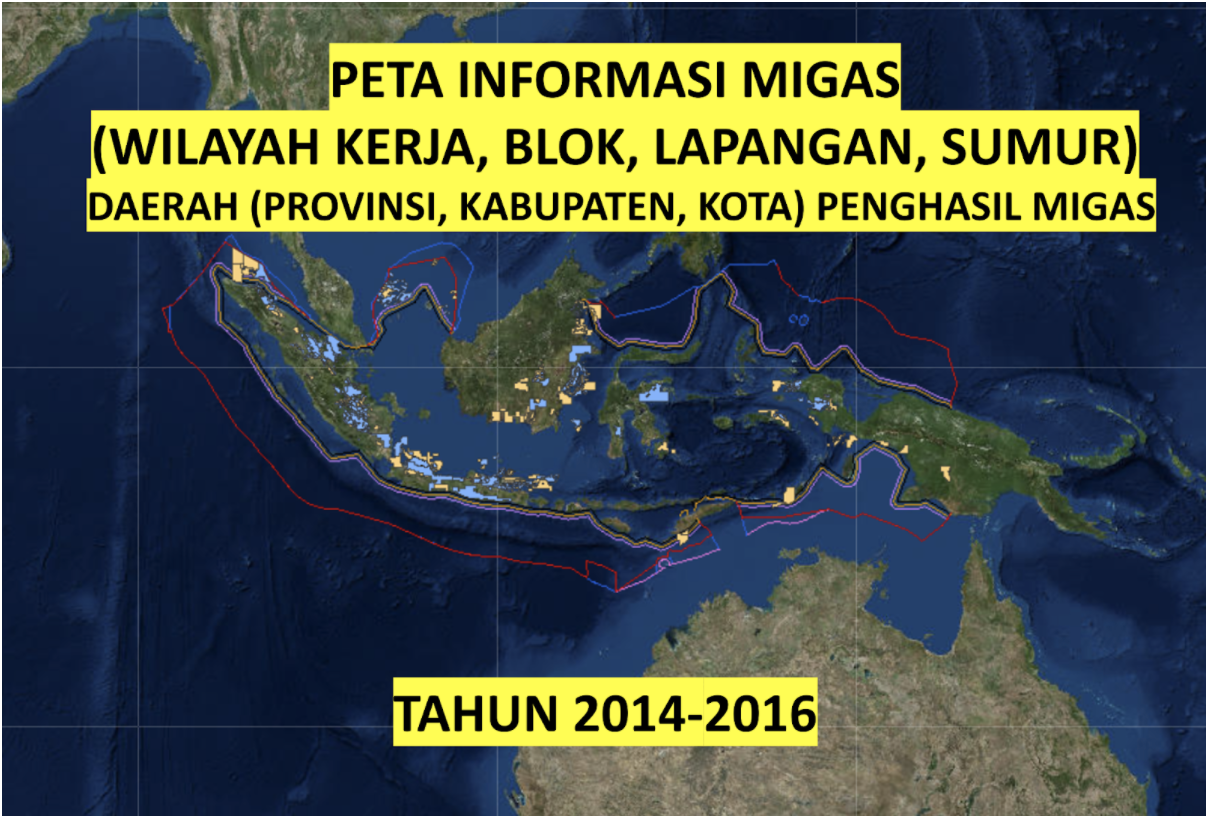 PETA INFORMASI MIGAS
(WILAYAH KERJA, BLOK, LAPANGAN, SUMUR)
DAERAH (PROVINSI, KABUPATEN, KOTA) PENGHASIL MIGAS
TAHUN 2014-2016